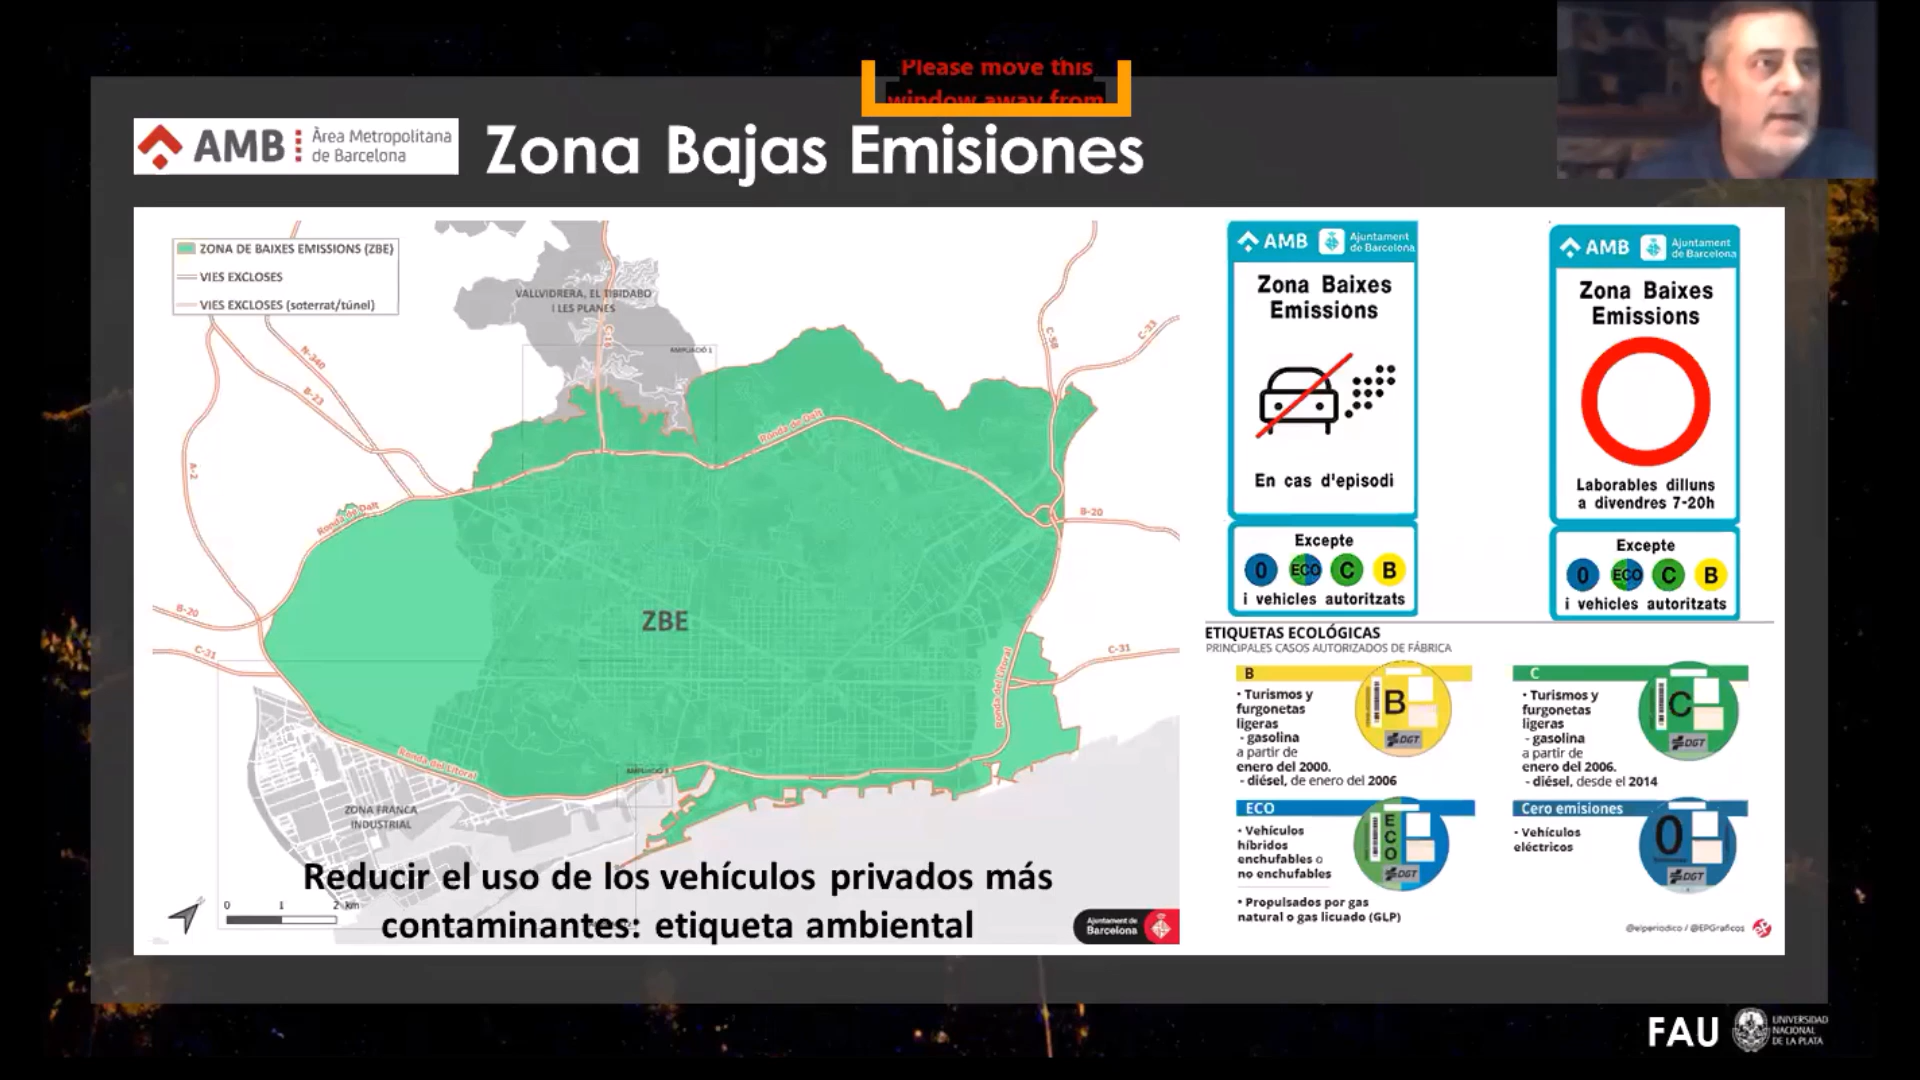 Please move this
window away from
AMB Àrea Metropolitana
de Barcelona
Zona Bajas Emisiones
ZONA DE BAIXES EMISSIONS (ZBE)
VIES EXCLOSES
VIES EXCLOSES (soterrat/túnel)
VALLVIDRERA, EL TIBIDABO
I LES PLANES
AMPLIACIÓ 1
C-16
N-340
B-23
A-2
C-58
C-33
Ronda de Dalt
Ronda de Dalt
B-20
B-20
C-31
C-31
ZBE
Ronda del Litoral
Ronda del Litoral
ZONA FRANCA
INDUSTRIAL
0 1 2 km
Reducir el uso de los vehículos privados más
contaminantes: etiqueta ambiental
Ajuntament de
Barcelona
AMB Ajuntament
de Barcelona
Zona Baixes
Emissions
En cas d'episodi
Excepte
0 ECO C B
i vehicles autoritzats
AMB Ajuntament
de Barcelona
Zona Baixes
Emissions
Laborables dilluns
a divendres 7-20h
Excepte
0 ECO C B
i vehicles autoritzats
ETIQUETAS ECOLÓGICAS
PRINCIPALES CASOS AUTORIZADOS DE FÁBRICA
B
• Turismos y
furgonetas
ligeras
- gasolina
a partir de
enero del 2000.
- diésel, de enero del 2006
B
DGT
C
• Turismos y
furgonetas
ligeras
- gasolina
a partir de
enero del 2006.
- diésel, desde el 2014
C
DGT
ECO
• Vehículos
híbridos
enchufables o
no enchufables
• Propulsados por gas
natural o gas licuado (GLP)
ECO
DGT
Cero emisiones
• Vehículos
eléctricos
0
DGT
@elperiodico / @EPGraficos
eP
FAU UNIVERSIDAD
NACIONAL
DE LA PLATA